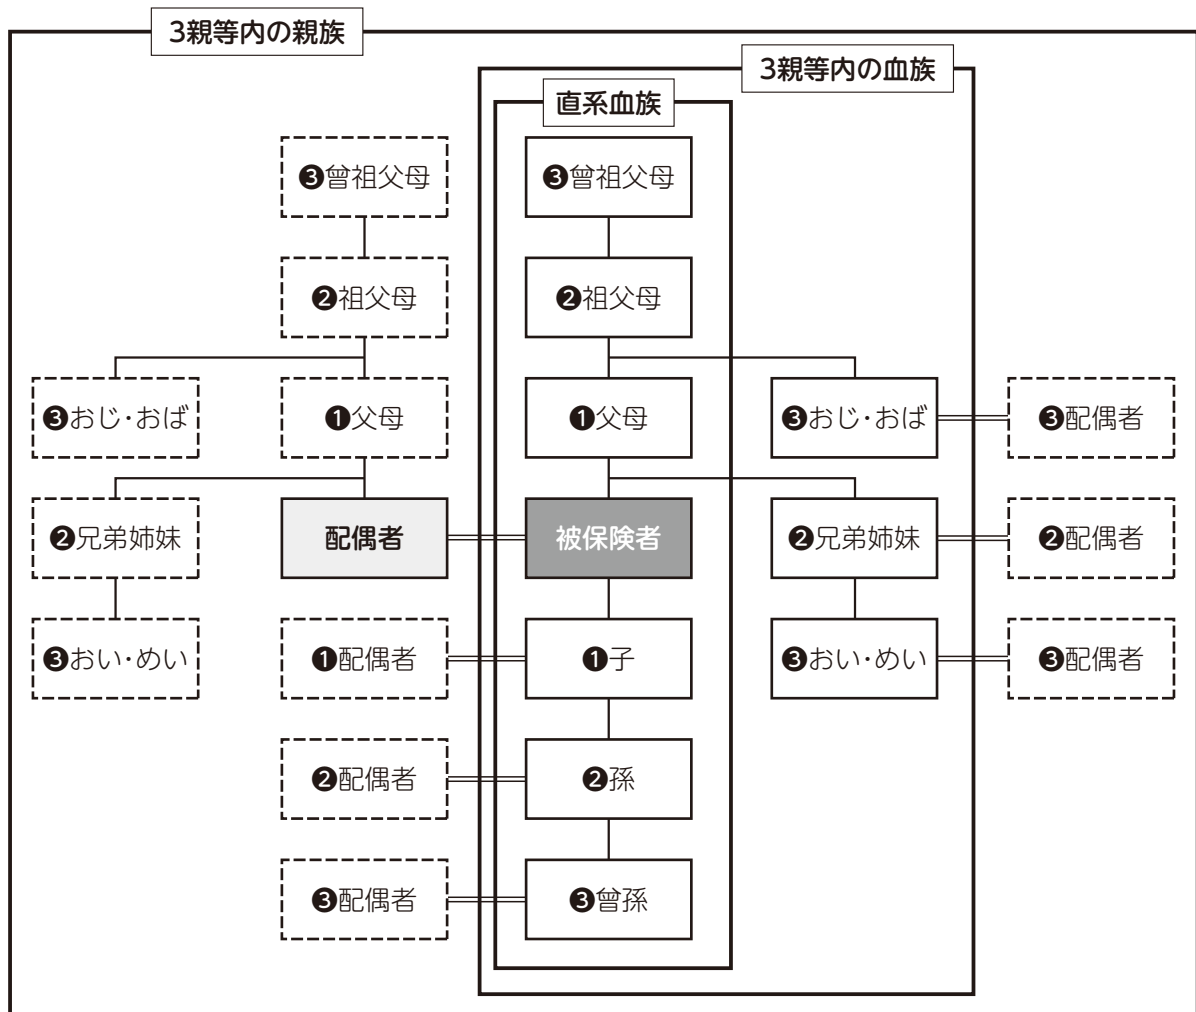 3親等内の親族
3親等内の血族
直系血族
❸曾祖父母
❸曾祖父母
❷祖父母
❷祖父母
❸おじ・おば
❶父母
❶父母
❸おじ・おば
❸配偶者
❷兄弟姉妹
配偶者
被保険者
❷兄弟姉妹
❷配偶者
❸おい・めい
❶配偶者
❶子
❸おい・めい
❸配偶者
❷配偶者
❷孫
❸配偶者
❸曾孫